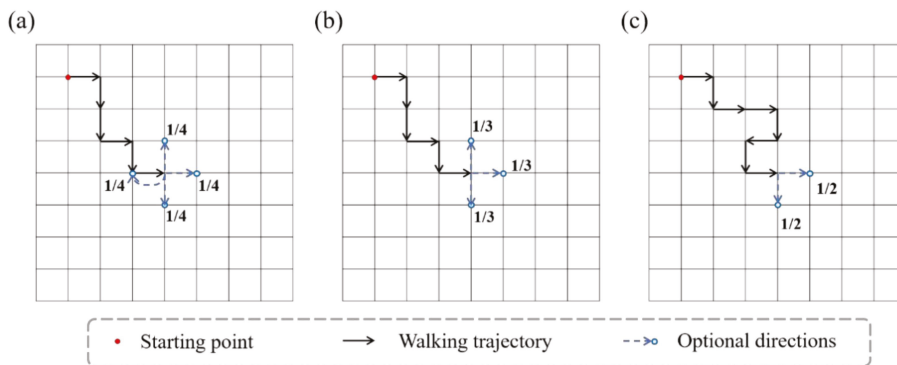 (a)
(b)
(c)
1/4
1/4
1/4
1/4
1/3
1/3
1/3
1/2
1/2
Starting point
Walking trajectory
Optional directions